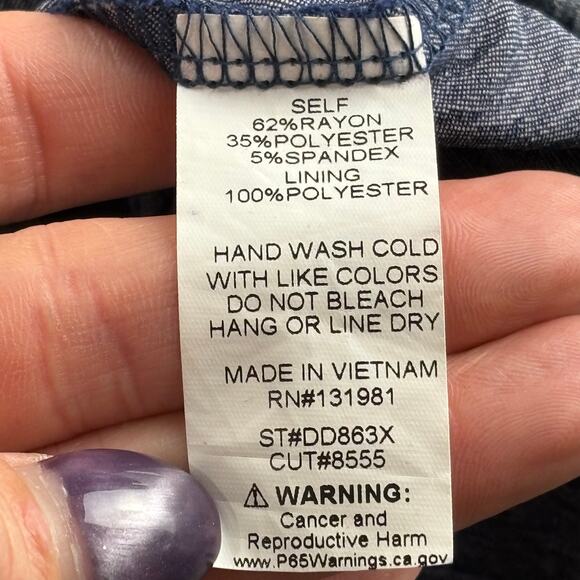 SELF
62%RAYON
35%POLYESTER
5%SPANDEX
LINING
100%POLYESTER
HAND WASH COLD
WITH LIKE COLORS
DO NOT BLEACH
HANG OR LINE DRY
MADE IN VIETNAM
RN#131981
ST#DD863X
CUT#8555
⚠ WARNING:
Cancer and
Reproductive Harm
www.P65Warnings.ca.gov